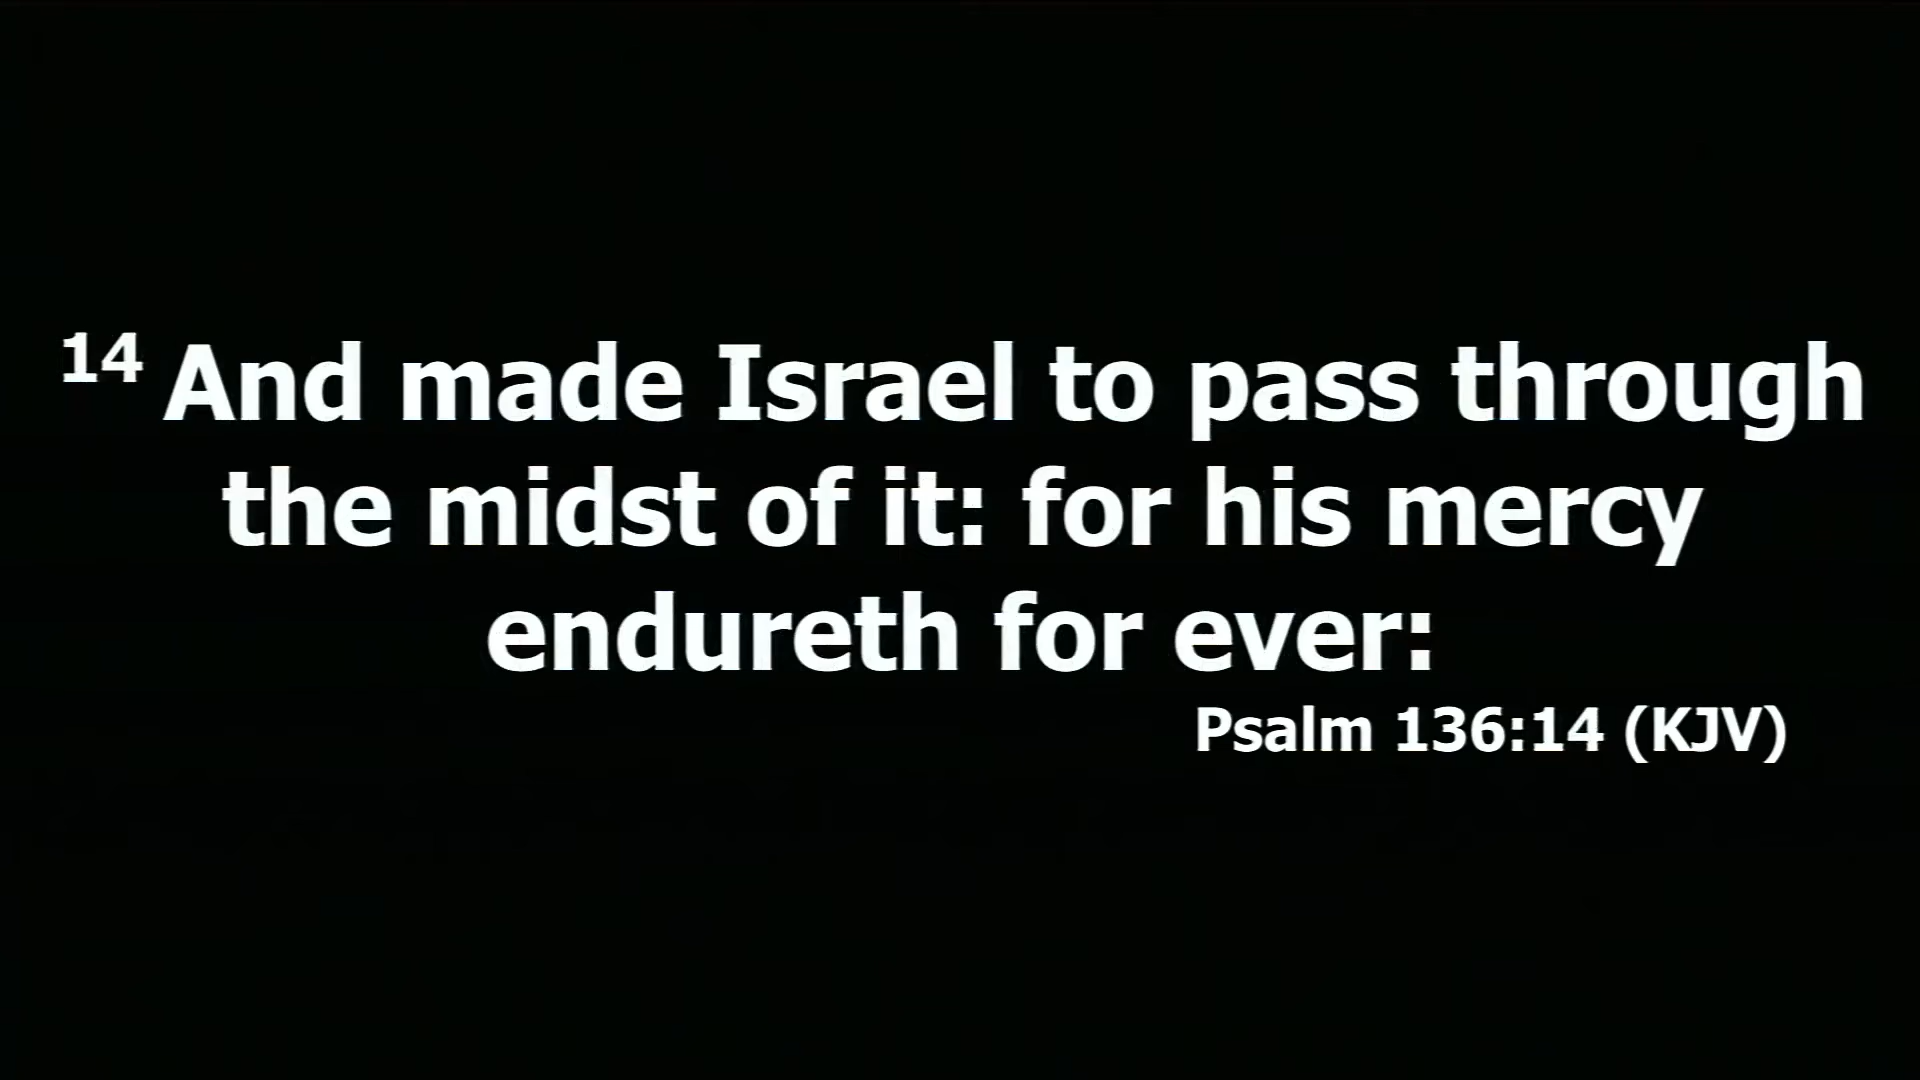 14 And made Israel to pass through
the midst of it: for his mercy
endureth for ever:
Psalm 136:14 (KJV)